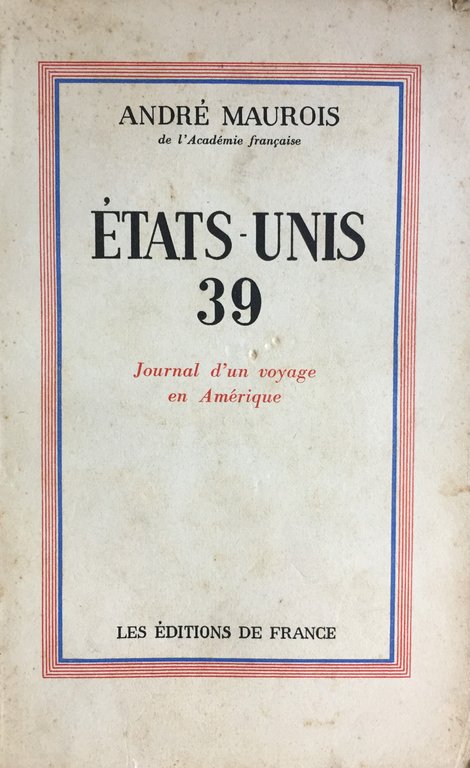 ANDRÉ MAUROIS
de l'Académie française
ÉTATS-UNIS
39
Journal d'un voyage
en Amérique
LES ÉDITIONS DE FRANCE